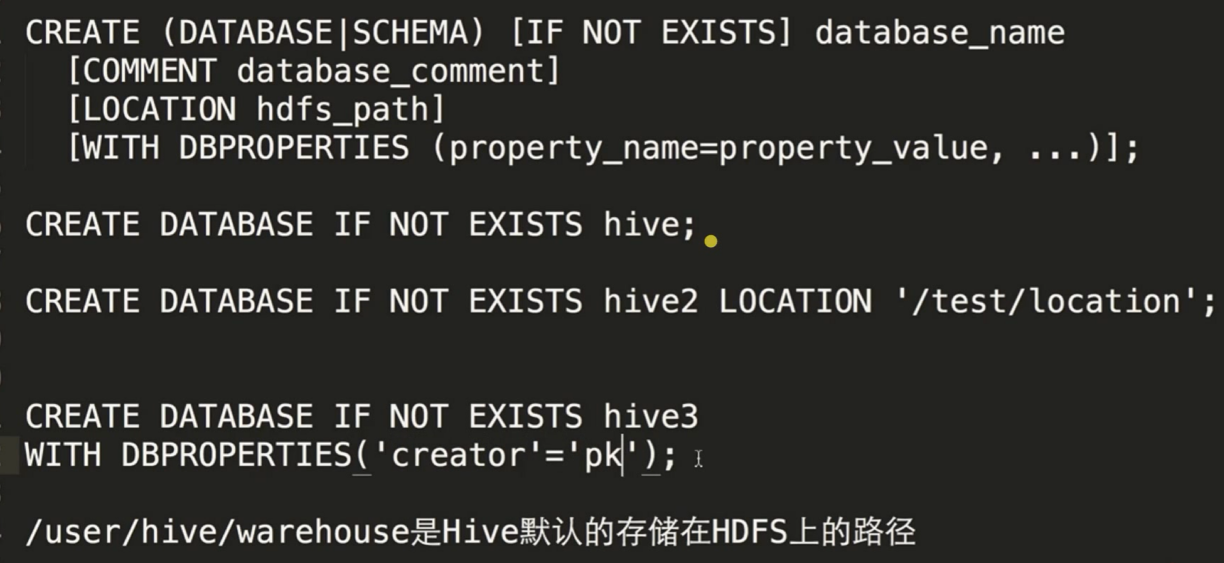 CREATE (DATABASE|SCHEMA) [IF NOT EXISTS] database_name
[COMMENT database_comment]
[LOCATION hdfs_path]
[WITH DBPROPERTIES (property_name=property_value, ...)];
CREATE DATABASE IF NOT EXISTS hive;
CREATE DATABASE IF NOT EXISTS hive2 LOCATION '/test/location';
CREATE DATABASE IF NOT EXISTS hive3
WITH DBPROPERTIES('creator'='pk');
/user/hive/warehouse是Hive默认的存储在HDFS上的路径